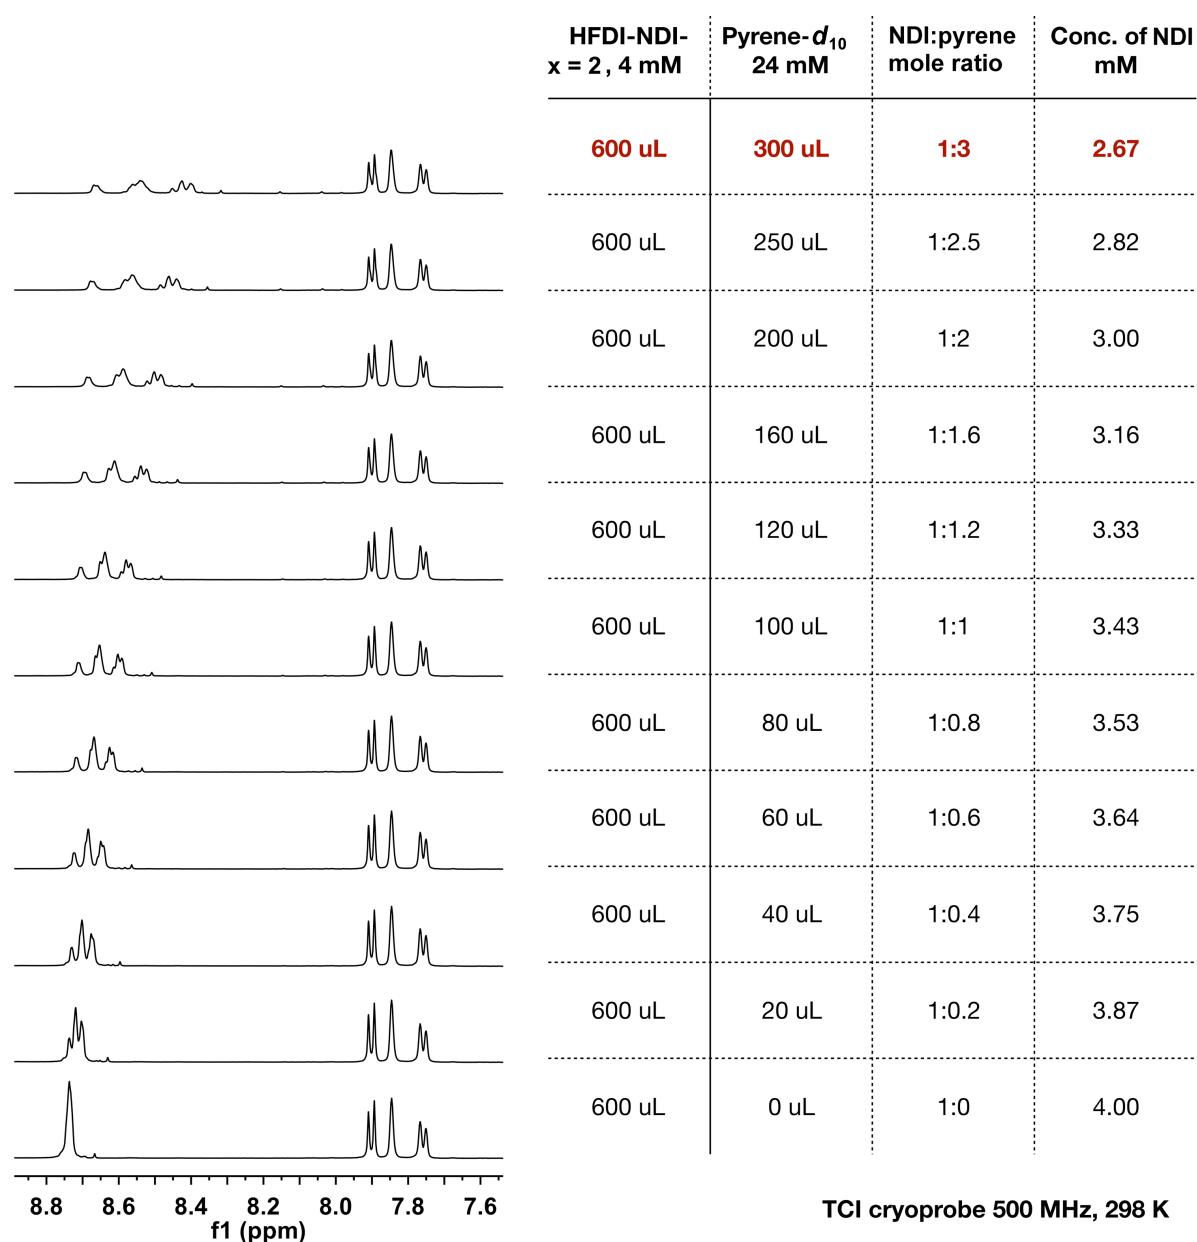 HFDI-NDI- Pyrene-d10 NDI:pyrene Conc. of NDI
x = 2 , 4 mM 24 mM mole ratio mM
600 uL 300 uL 1:3 2.67
600 uL 250 uL 1:2.5 2.82
600 uL 200 uL 1:2 3.00
600 uL 160 uL 1:1.6 3.16
600 uL 120 uL 1:1.2 3.33
600 uL 100 uL 1:1 3.43
600 uL 80 uL 1:0.8 3.53
600 uL 60 uL 1:0.6 3.64
600 uL 40 uL 1:0.4 3.75
600 uL 20 uL 1:0.2 3.87
600 uL 0 uL 1:0 4.00
8.8 8.6 8.4 8.2 8.0 7.8 7.6
f1 (ppm)
TCI cryoprobe 500 MHz, 298 K